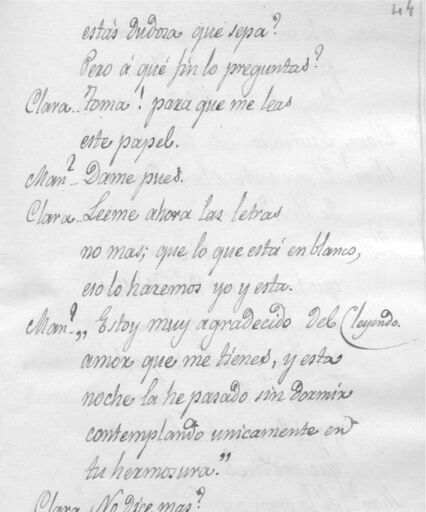 44
estás dudosa que sepa?
Pero á qué fin lo preguntas?
Clara.. Toma! para que me leas
este papel.
Man.l.. Dame pues.
Clara.. Leeme ahora las letras
no mas; que lo que está en blanco,
eso lo haremos yo y esta.
Man.l „ Estoy muy agradecido del (leyendo.
amor que me tienes, y esta
noche la he pasado sin dormir
contemplando unicamente en
tu hermosura."
Clara.. No dice mas?